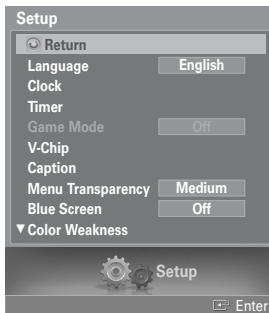 Setup
Return
Language English
Clock
Timer
Game Mode Off
V-Chip
Caption
Menu Transparency Medium
Blue Screen Off
▼Color Weakness
Setup
Enter